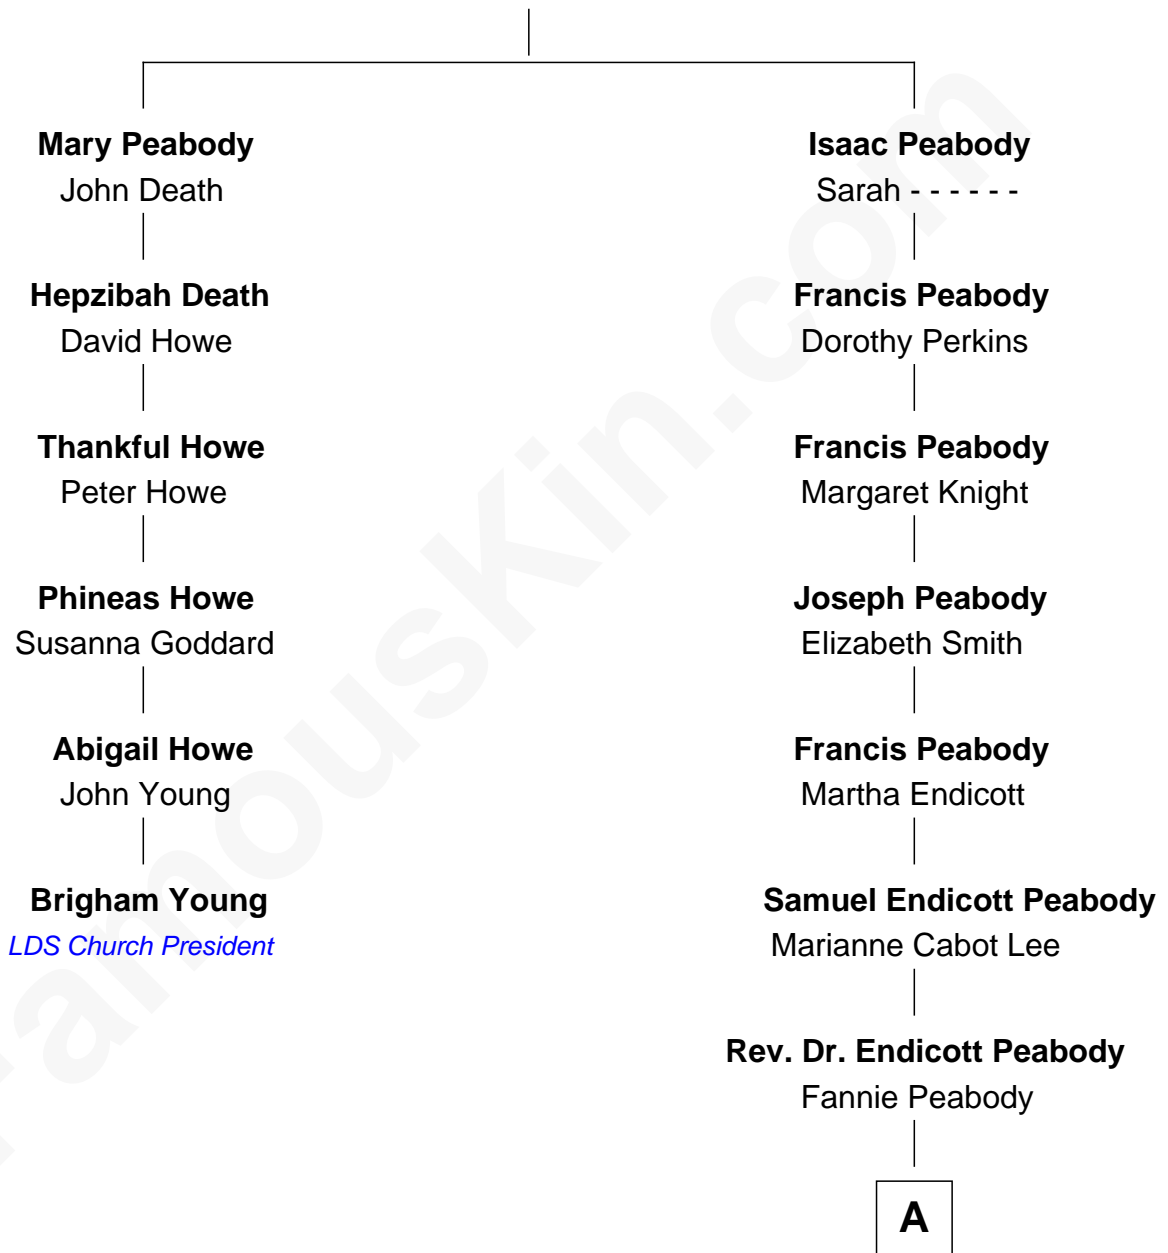 Mary Peabody
John Death
Hepzibah Death
David Howe
Thankful Howe
Peter Howe
Phineas Howe
Susanna Goddard
Abigail Howe
John Young
Brigham Young
LDS Church President
Isaac Peabody
Sarah - - - - - -
Francis Peabody
Dorothy Perkins
Francis Peabody
Margaret Knight
Joseph Peabody
Elizabeth Smith
Francis Peabody
Martha Endicott
Samuel Endicott Peabody
Marianne Cabot Lee
Rev. Dr. Endicott Peabody
Fannie Peabody
A
FamousKin.com